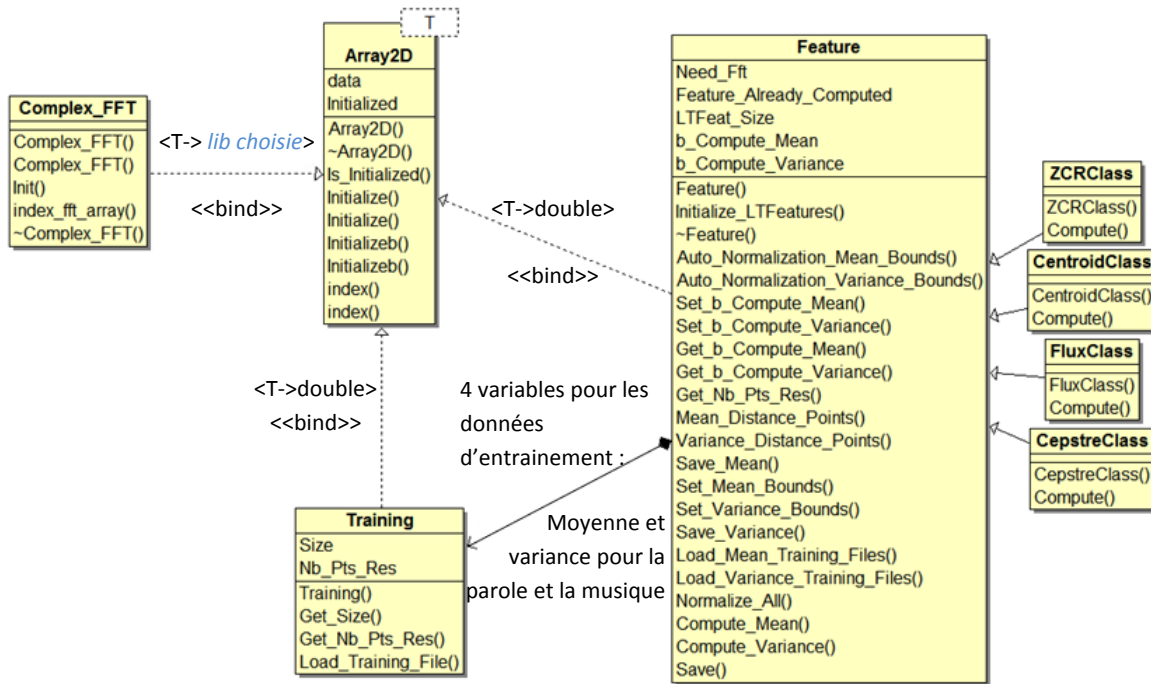 T
Array2D
data
Initialized
Array2D()
~Array2D()
Is_Initialized()
Initialize()
Initialize()
Initializeb()
Initializeb()
index()
index()
Complex_FFT
Complex_FFT()
Complex_FFT()
Init()
index_fft_array()
~Complex_FFT()
<T-> lib choisie>
<<bind>>
<T->double>
<<bind>>
<T->double>
<<bind>>
4 variables pour les
données
d’entrainement :
Moyenne et
variance pour la
parole et la musique
Training
Size
Nb_Pts_Res
Training()
Get_Size()
Get_Nb_Pts_Res()
Load_Training_File()
Feature
Need_Fft
Feature_Already_Computed
LTFeat_Size
b_Compute_Mean
b_Compute_Variance
Feature()
Initialize_LTFeatures()
~Feature()
Auto_Normalization_Mean_Bounds()
Auto_Normalization_Variance_Bounds()
Set_b_Compute_Mean()
Set_b_Compute_Variance()
Get_b_Compute_Mean()
Get_b_Compute_Variance()
Get_Nb_Pts_Res()
Mean_Distance_Points()
Variance_Distance_Points()
Save_Mean()
Set_Mean_Bounds()
Set_Variance_Bounds()
Save_Variance()
Load_Mean_Training_Files()
Load_Variance_Training_Files()
Normalize_All()
Compute_Mean()
Compute_Variance()
Save()
ZCRClass
ZCRClass()
Compute()
CentroidClass
CentroidClass()
Compute()
FluxClass
FluxClass()
Compute()
CepstreClass
CepstreClass()
Compute()